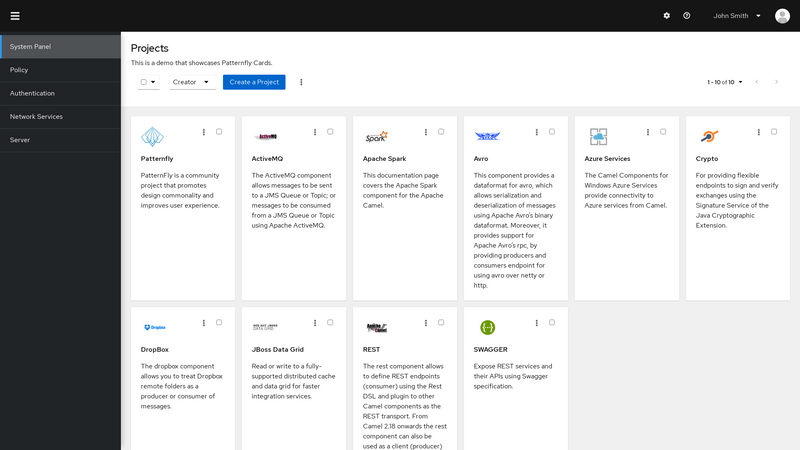 John Smith
System Panel
Policy
Authentication
Network Services
Server
Projects
This is a demo that showcases Patternfly Cards.
Creator
Create a Project
1 - 10 of 10
Patternfly
PatternFly is a community
project that promotes
design commonality and
improves user experience.
ActiveMQ
ActiveMQ
The ActiveMQ component
allows messages to be sent
to a JMS Queue or Topic; or
messages to be consumed
from a JMS Queue or Topic
using Apache ActiveMQ.
Spark
Apache Spark
This documentation page
covers the Apache Spark
component for the Apache
Camel.
Avro
This component provides a
dataformat for avro, which
allows serialization and
deserialization of messages
using Apache Avro's binary
dataformat. Moreover, it
provides support for
Apache Avro's rpc, by
providing producers and
consumers endpoint for
using avro over netty or
http.
Azure Services
The Camel Components for
Windows Azure Services
provide connectivity to
Azure services from Camel.
Crypto
For providing flexible
endpoints to sign and verify
exchanges using the
Signature Service of the
Java Cryptographic
Extension.
Dropbox
DropBox
The dropbox component
allows you to treat Dropbox
remote folders as a
producer or consumer of
messages.
DATA GRID
JBoss Data Grid
Read or write to a fully-
supported distributed cache
and data grid for faster
integration services.
REST
The rest component allows
to define REST endpoints
(consumer) using the Rest
DSL and plugin to other
Camel components as the
REST transport. From
Camel 2.18 onwards the rest
component can also be
used as a client (producer)
SWAGGER
Expose REST services and
their APIs using Swagger
specification.